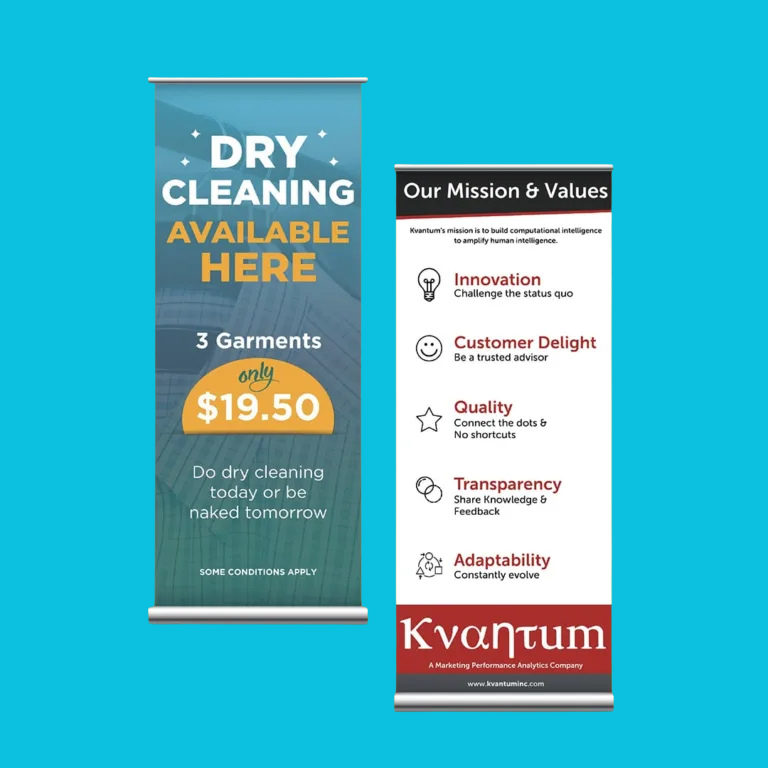 DRY
CLEANING
AVAILABLE
HERE
3 Garments
only
$19.50
Do dry cleaning
today or be
naked tomorrow
SOME CONDITIONS APPLY
Our Mission & Values
Kvantum's mission is to build computational intelligence
to amplify human intelligence.
Innovation
Challenge the status quo
Customer Delight
Be a trusted advisor
Quality
Connect the dots &
No shortcuts
Transparency
Share Knowledge &
Feedback
Adaptability
Constantly evolve
Kναητum
A Marketing Performance Analytics Company
www.kvantuminc.com